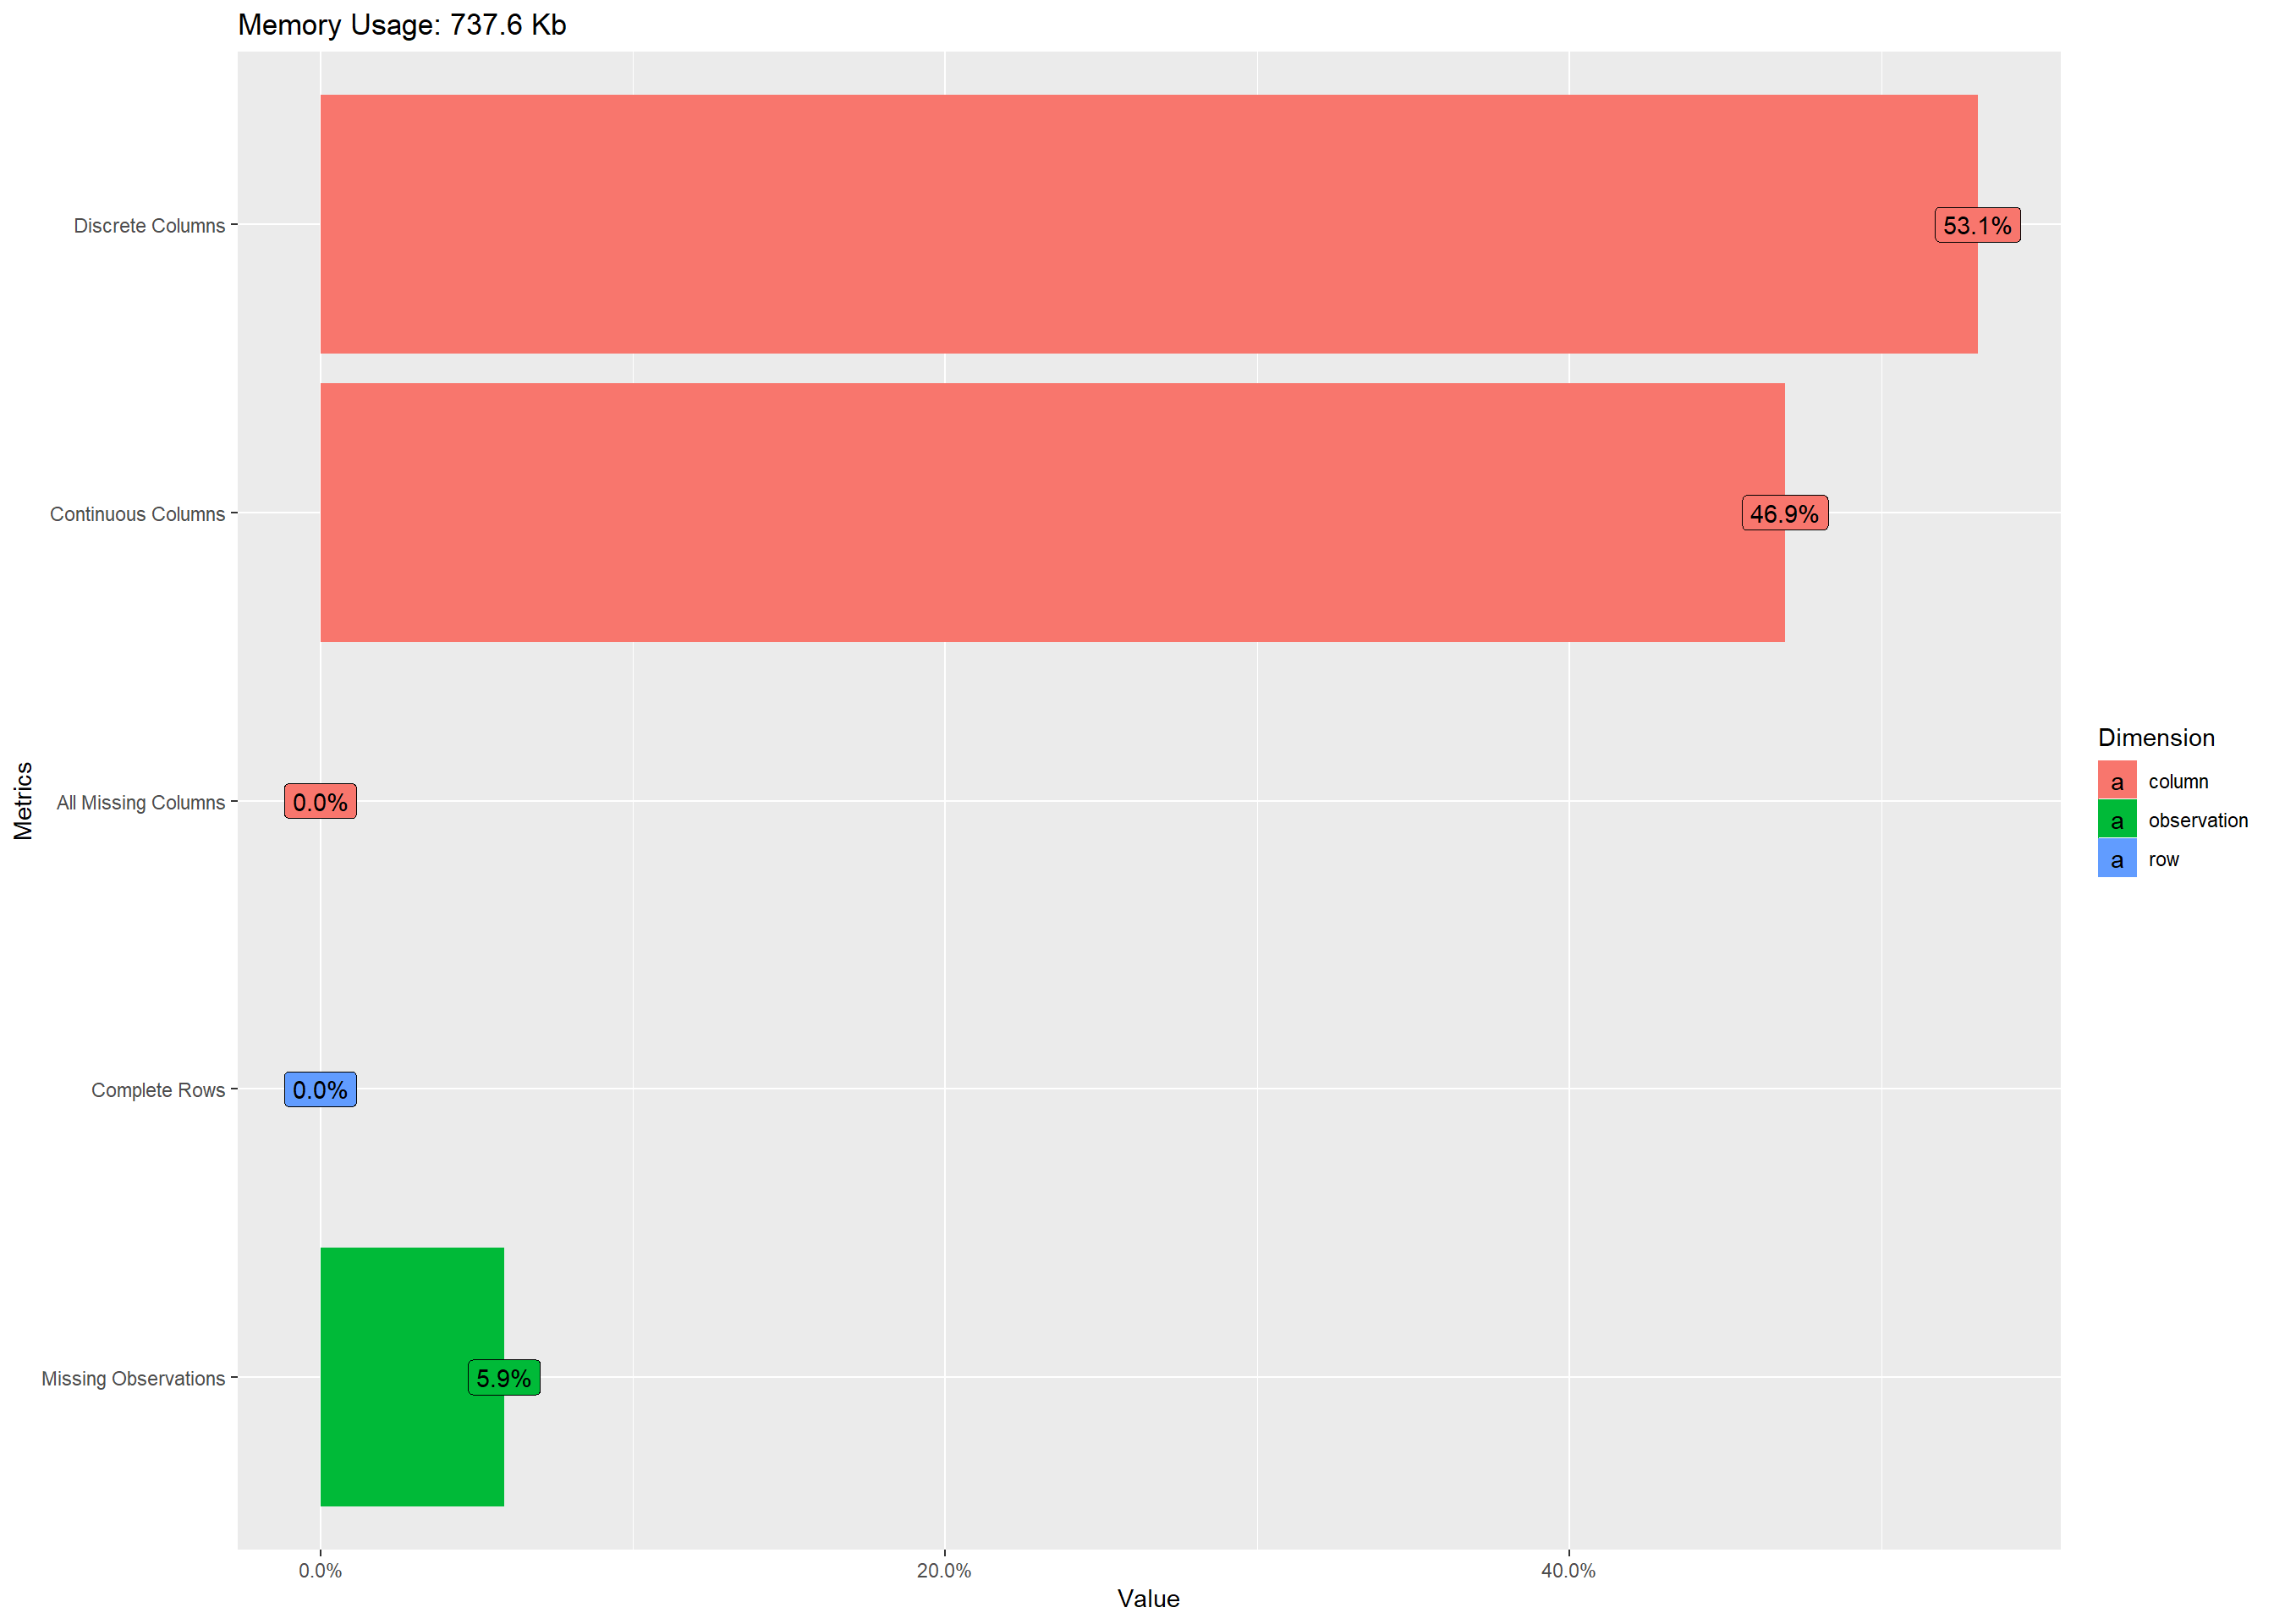 Memory Usage: 737.6 Kb
Metrics
Discrete Columns
53.1%
Continuous Columns
46.9%
All Missing Columns
0.0%
Complete Rows
0.0%
Missing Observations
5.9%
0.0%
20.0%
40.0%
Value
Dimension
a column
a observation
a row